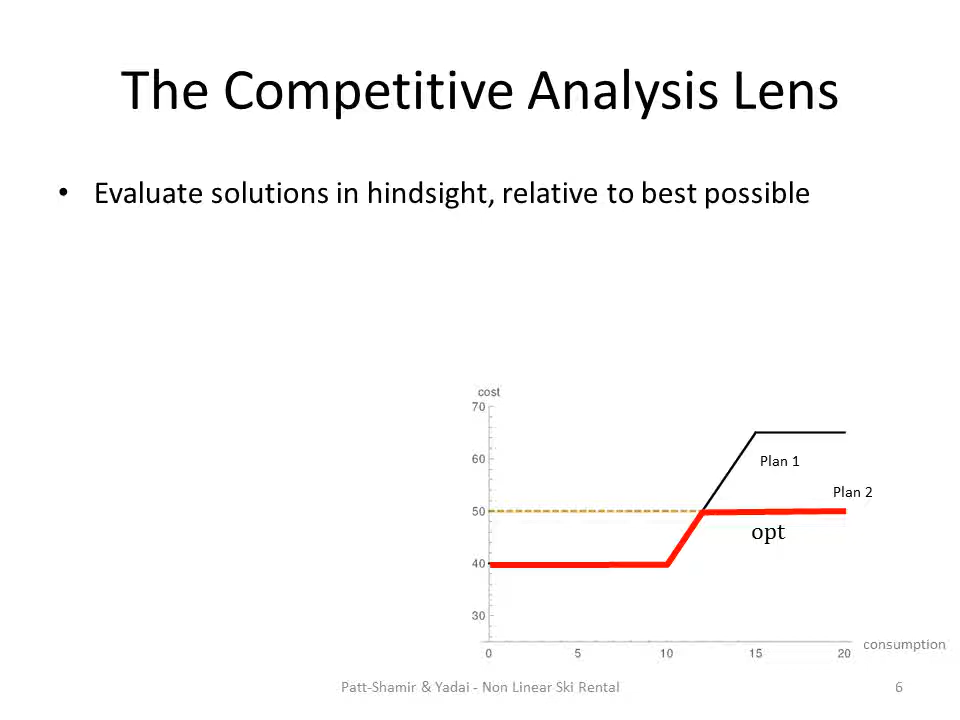 The Competitive Analysis Lens
• Evaluate solutions in hindsight, relative to best possible
cost
70
60
Plan 1
Plan 2
50
opt
40
30
0 5 10 15 20
consumption
Patt-Shamir & Yadai - Non Linear Ski Rental
6